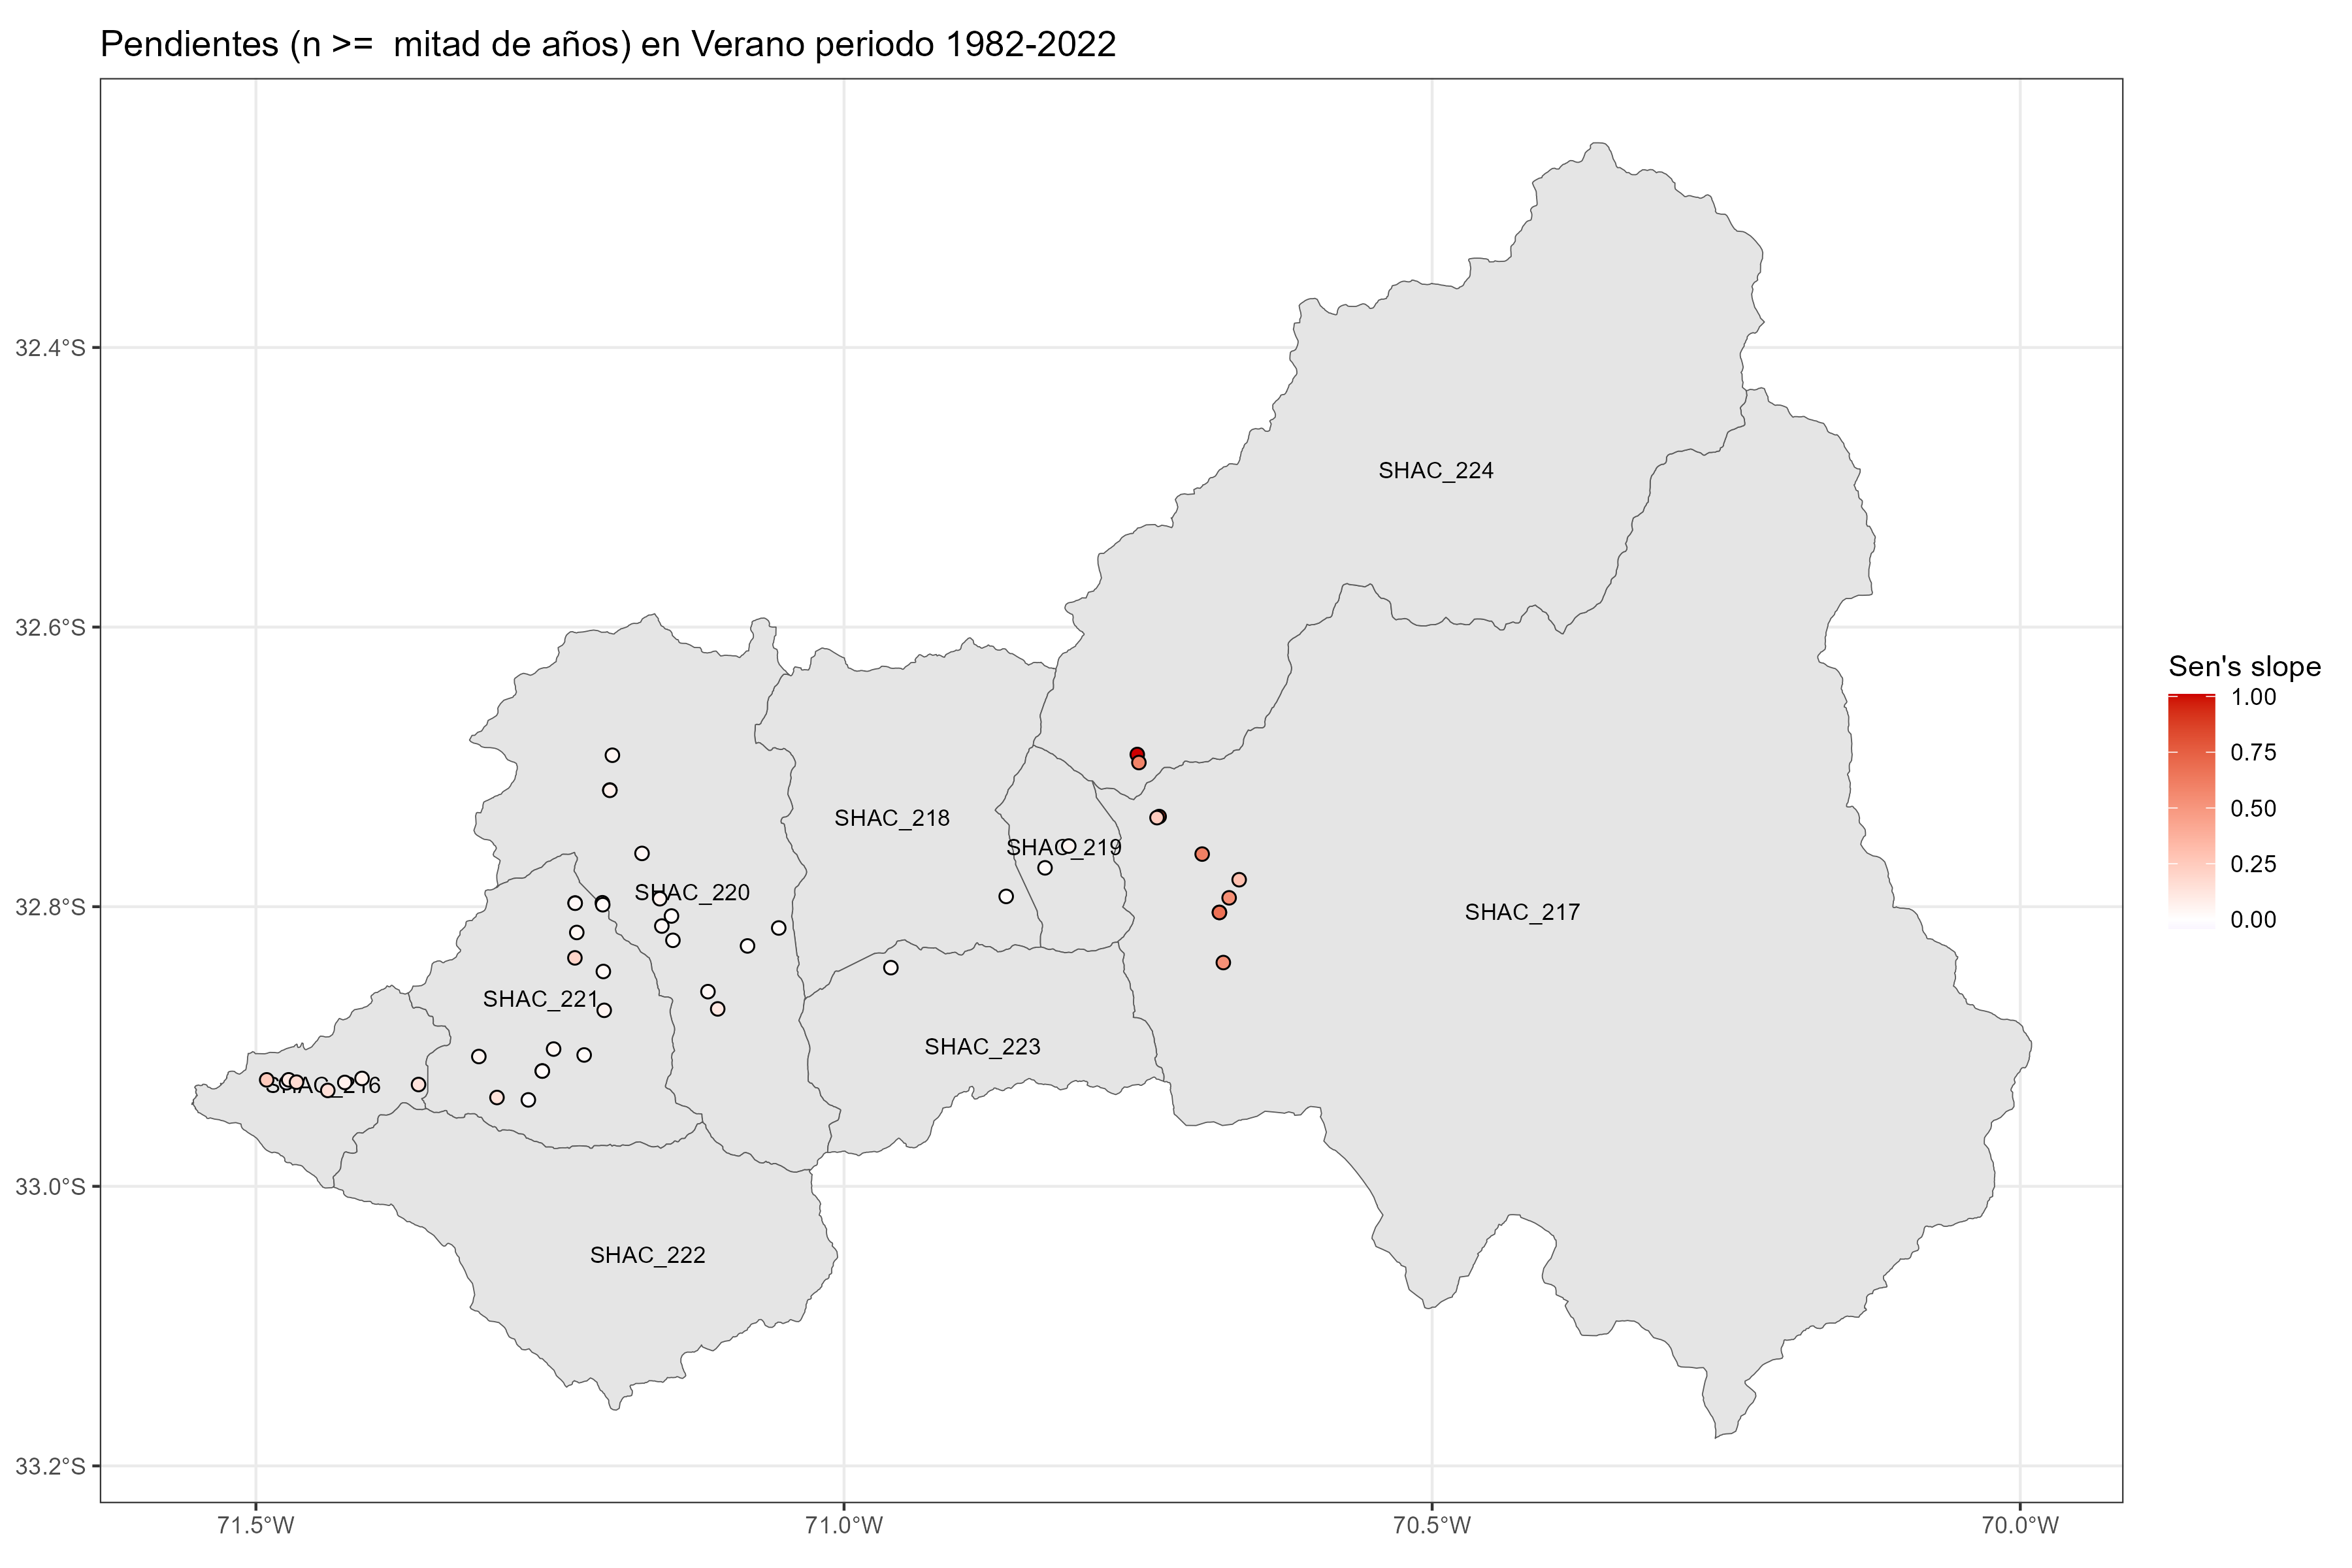 Pendientes (n >=  mitad de años) en Verano periodo 1982-2022
32.4°S
32.6°S
32.8°S
33.0°S
33.2°S
71.5°W
71.0°W
70.5°W
70.0°W
SHAC_224
SHAC_218
SHAC_219
SHAC_220
SHAC_217
SHAC_221
SHAC_223
SHAC_216
SHAC_222
Sen's slope
1.00
0.75
0.50
0.25
0.00